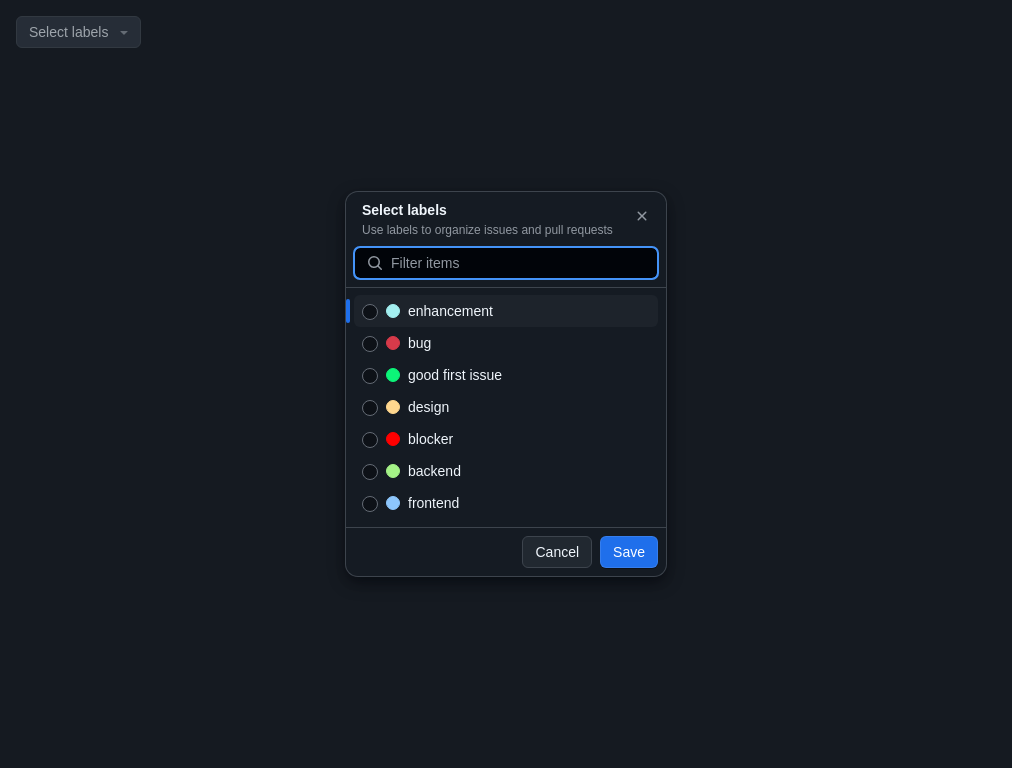 Select labels
Select labels
Use labels to organize issues and pull requests
Filter items
enhancement
bug
good first issue
design
blocker
backend
frontend
Cancel
Save